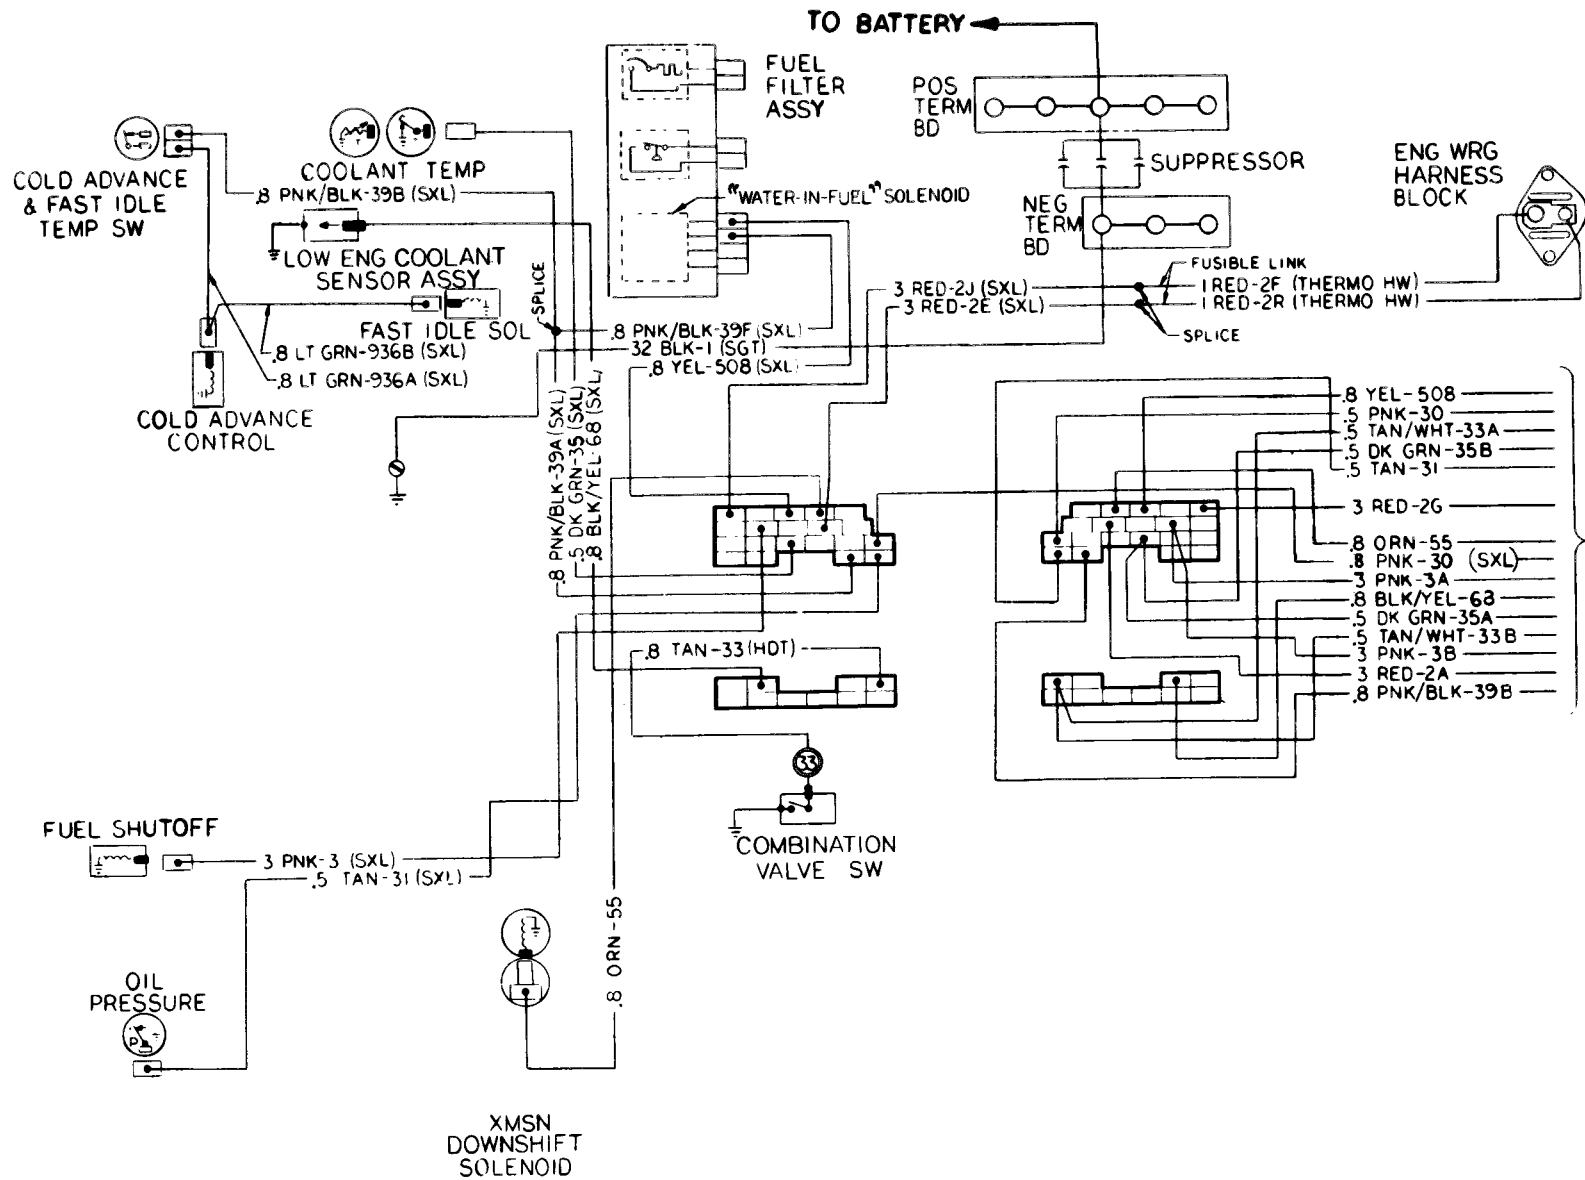 TO BATTERY
FUEL
FILTER
ASSY
POS
TERM
BD
SUPPRESSOR
ENG WRG
HARNESS
BLOCK
COLD ADVANCE
& FAST IDLE
TEMP SW
COOLANT TEMP
.8 PNK/BLK-39B (SXL)
"WATER-IN-FUEL" SOLENOID
NEG
TERM
BD
LOW ENG COOLANT
SENSOR ASSY
SPLICE
FUSIBLE LINK
3 RED-2J (SXL)
1 RED-2F (THERMO HW)
3 RED-2E (SXL)
1 RED-2R (THERMO HW)
SPLICE
FAST IDLE SOL
.8 PNK/BLK-39F (SXL)
32 BLK-1 (SGT)
.8 YEL-508 (SXL)
.8 LT GRN-936B (SXL)
.8 LT GRN-936A (SXL)
COLD ADVANCE
CONTROL
.8 PNK/BLK-39A (SXL)
.5 DK GRN-35 (SXL)
.8 BLK/YEL-68 (SXL)
.8 YEL-508
.5 PNK-30
.5 TAN/WHT-33A
.5 DK GRN-35B
.5 TAN-31
3 RED-2G
.8 ORN-55
.8 PNK-30 (SXL)
3 PNK-3A
.8 BLK/YEL-68
.5 DK GRN-35A
.5 TAN/WHT-33B
3 PNK-3B
3 RED-2A
.8 PNK/BLK-39B
.8 TAN-33 (HDT)
33
COMBINATION
VALVE SW
FUEL SHUTOFF
3 PNK-3 (SXL)
.5 TAN-31 (SXL)
.8 ORN-55
OIL
PRESSURE
P
XMSN
DOWNSHIFT
SOLENOID